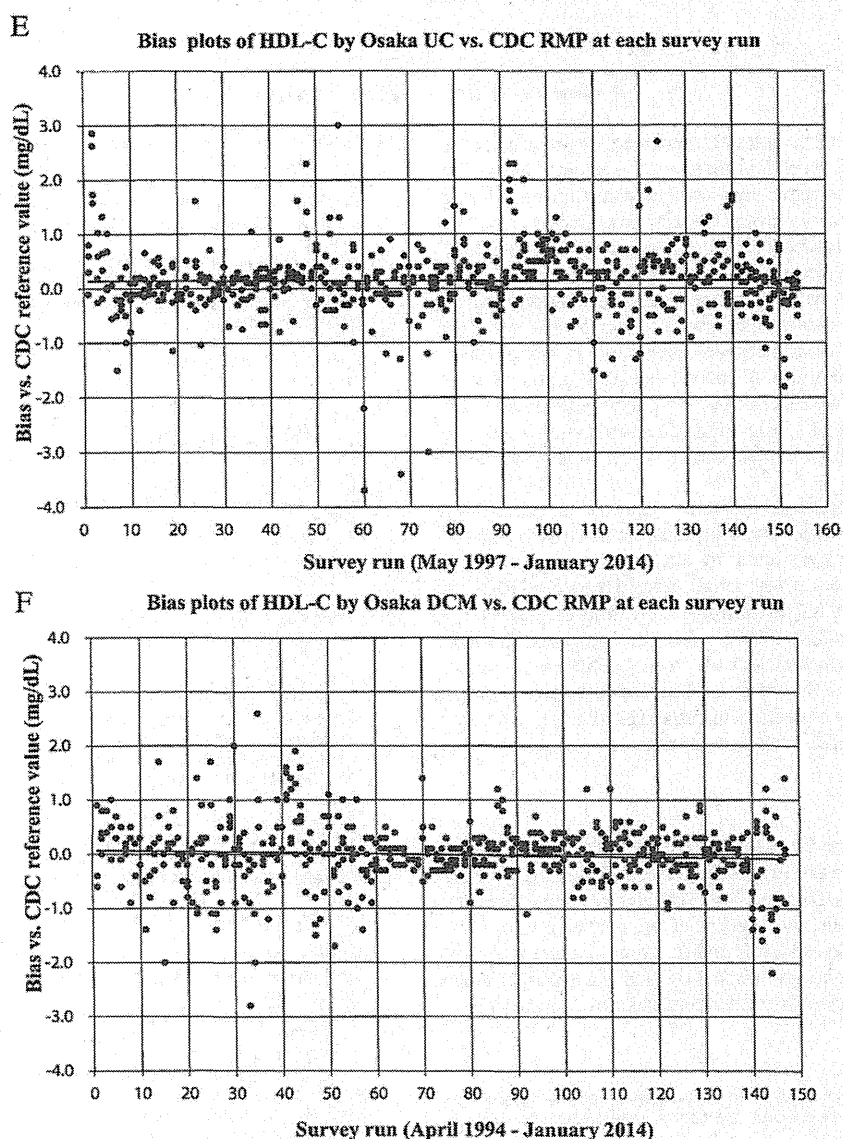 E
Bias plots of HDL-C by Osaka UC vs. CDC RMP at each survey run
Bias vs. CDC reference value (mg/dL)
4.0
3.0
2.0
1.0
0.0
-1.0
-2.0
-3.0
-4.0
0 10 20 30 40 50 60 70 80 90 100 110 120 130 140 150 160
Survey run (May 1997 - January 2014)
F
Bias plots of HDL-C by Osaka DCM vs. CDC RMP at each survey run
Bias vs. CDC reference value (mg/dL)
4.0
3.0
2.0
1.0
0.0
-1.0
-2.0
-3.0
-4.0
0 10 20 30 40 50 60 70 80 90 100 110 120 130 140 150
Survey run (April 1994 - January 2014)